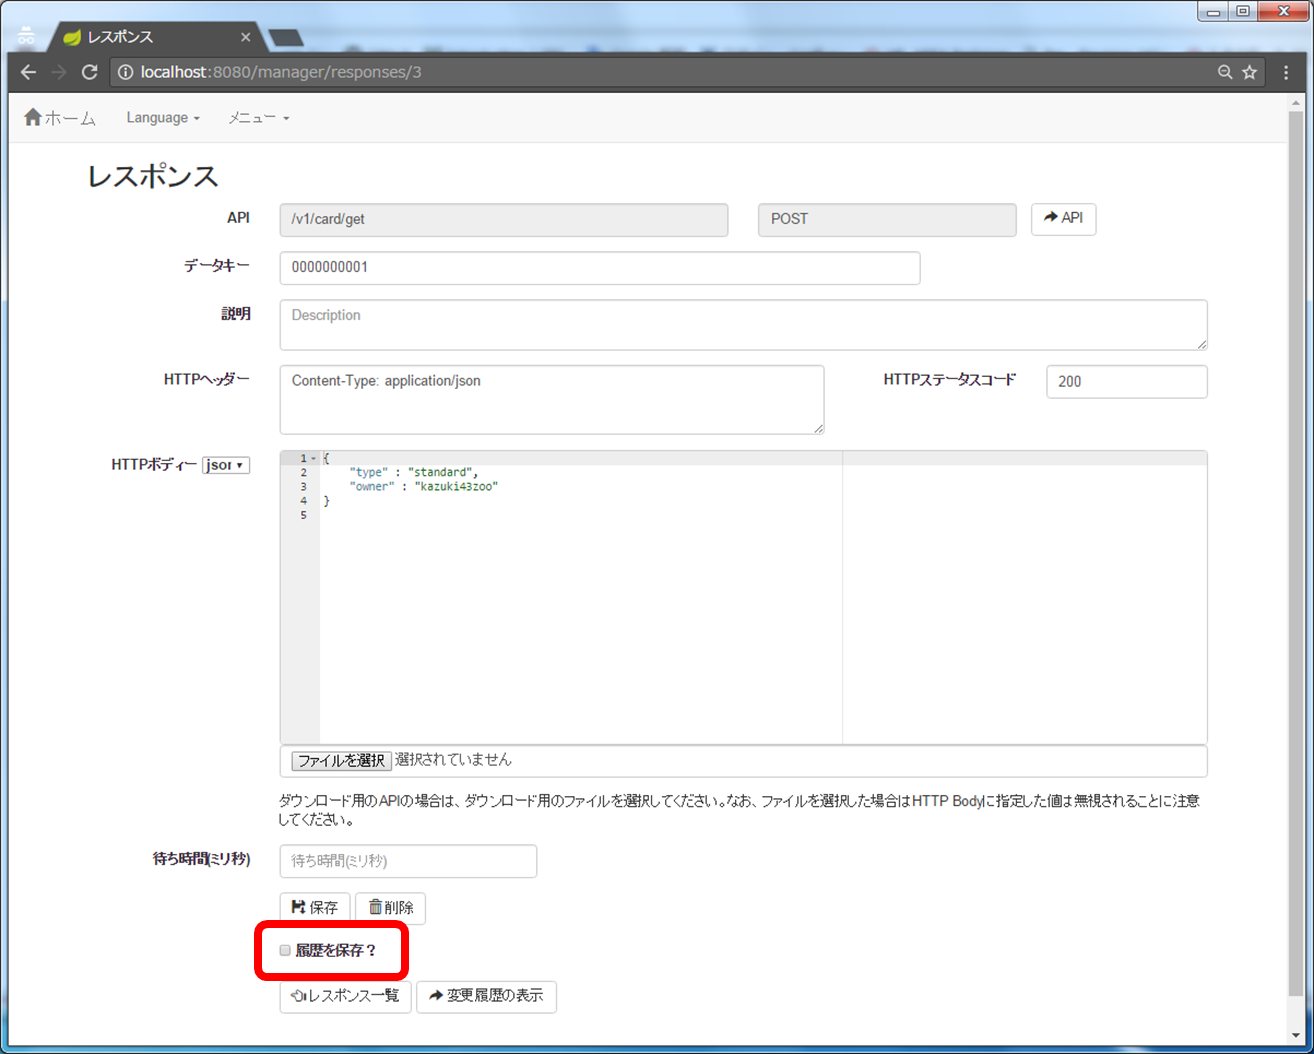 レスポンス
localhost:8080/manager/responses/3
ホーム Language メニュー
レスポンス
API /v1/card/get POST API
データキー 0000000001
説明 Description
HTTPヘッダー Content-Type: application/json HTTPステータスコード 200
HTTPボディー json
1 {
2 "type" : "standard",
3 "owner" : "kazuki43zoo"
4 }
5
ファイルを選択 選択されていません
ダウンロード用のAPIの場合は、ダウンロード用のファイルを選択してください。なお、ファイルを選択した場合はHTTP Bodyに指定した値は無視されることに注意
してください。
待ち時間(ミリ秒) 待ち時間(ミリ秒)
保存 削除
履歴を保存？
レスポンス一覧 変更履歴の表示